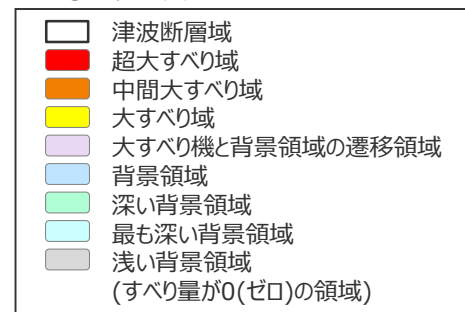 津波断層域
超大すべり域
中間大すべり域
大すべり域
大すべり機と背景領域の遷移領域
背景領域
深い背景領域
最も深い背景領域
浅い背景領域
(すべり量が0(ゼロ)の領域)